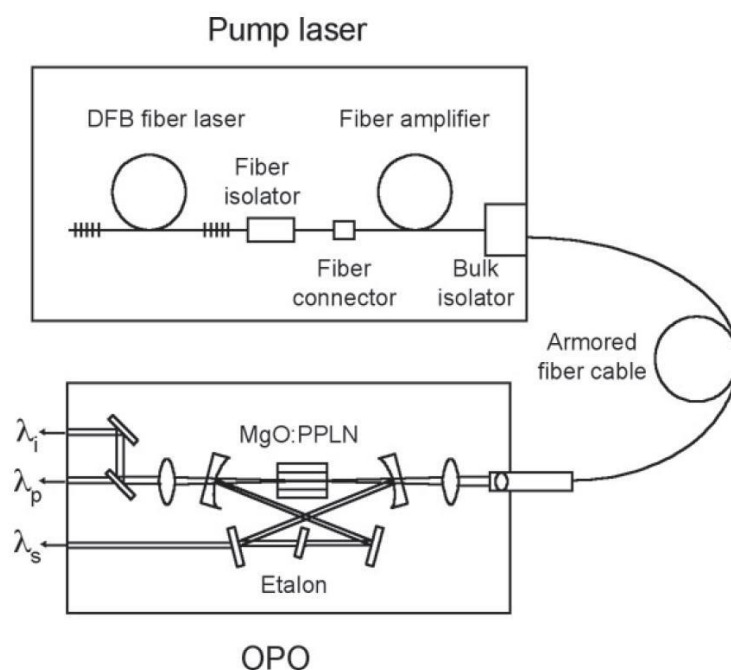 Pump laser
DFB fiber laser
Fiber amplifier
Fiber
isolator
Fiber
connector
Bulk
isolator
Armored
fiber cable
MgO:PPLN
λi
λp
λs
Etalon
OPO